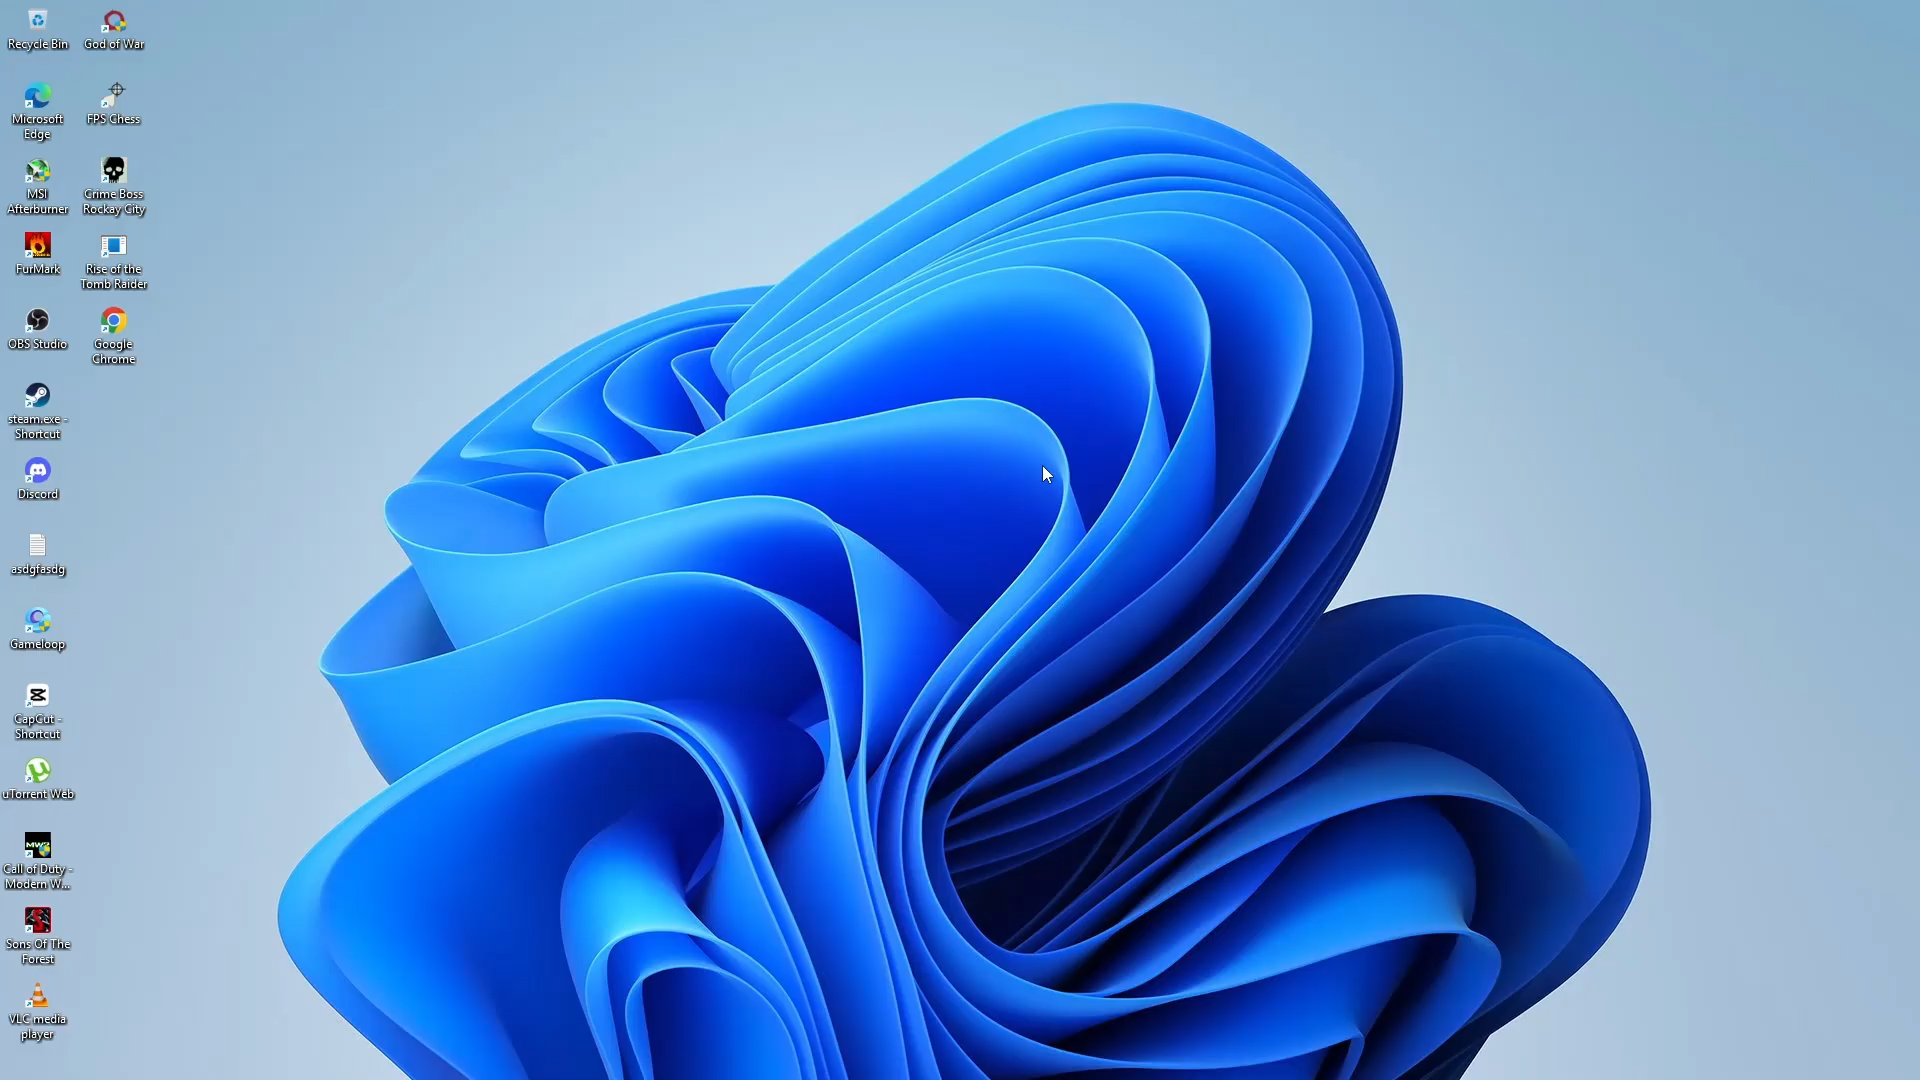 Recycle Bin
God of War
Microsoft
Edge
FPS Chess
MSI
Afterburner
Crime Boss
Rockay City
FurMark
Rise of the
Tomb Raider
OBS Studio
Google
Chrome
steam.exe -
Shortcut
Discord
asdgfasdg
Gameloop
CapCut -
Shortcut
uTorrent Web
Call of Duty -
Modern W...
Sons Of The
Forest
VLC media
player